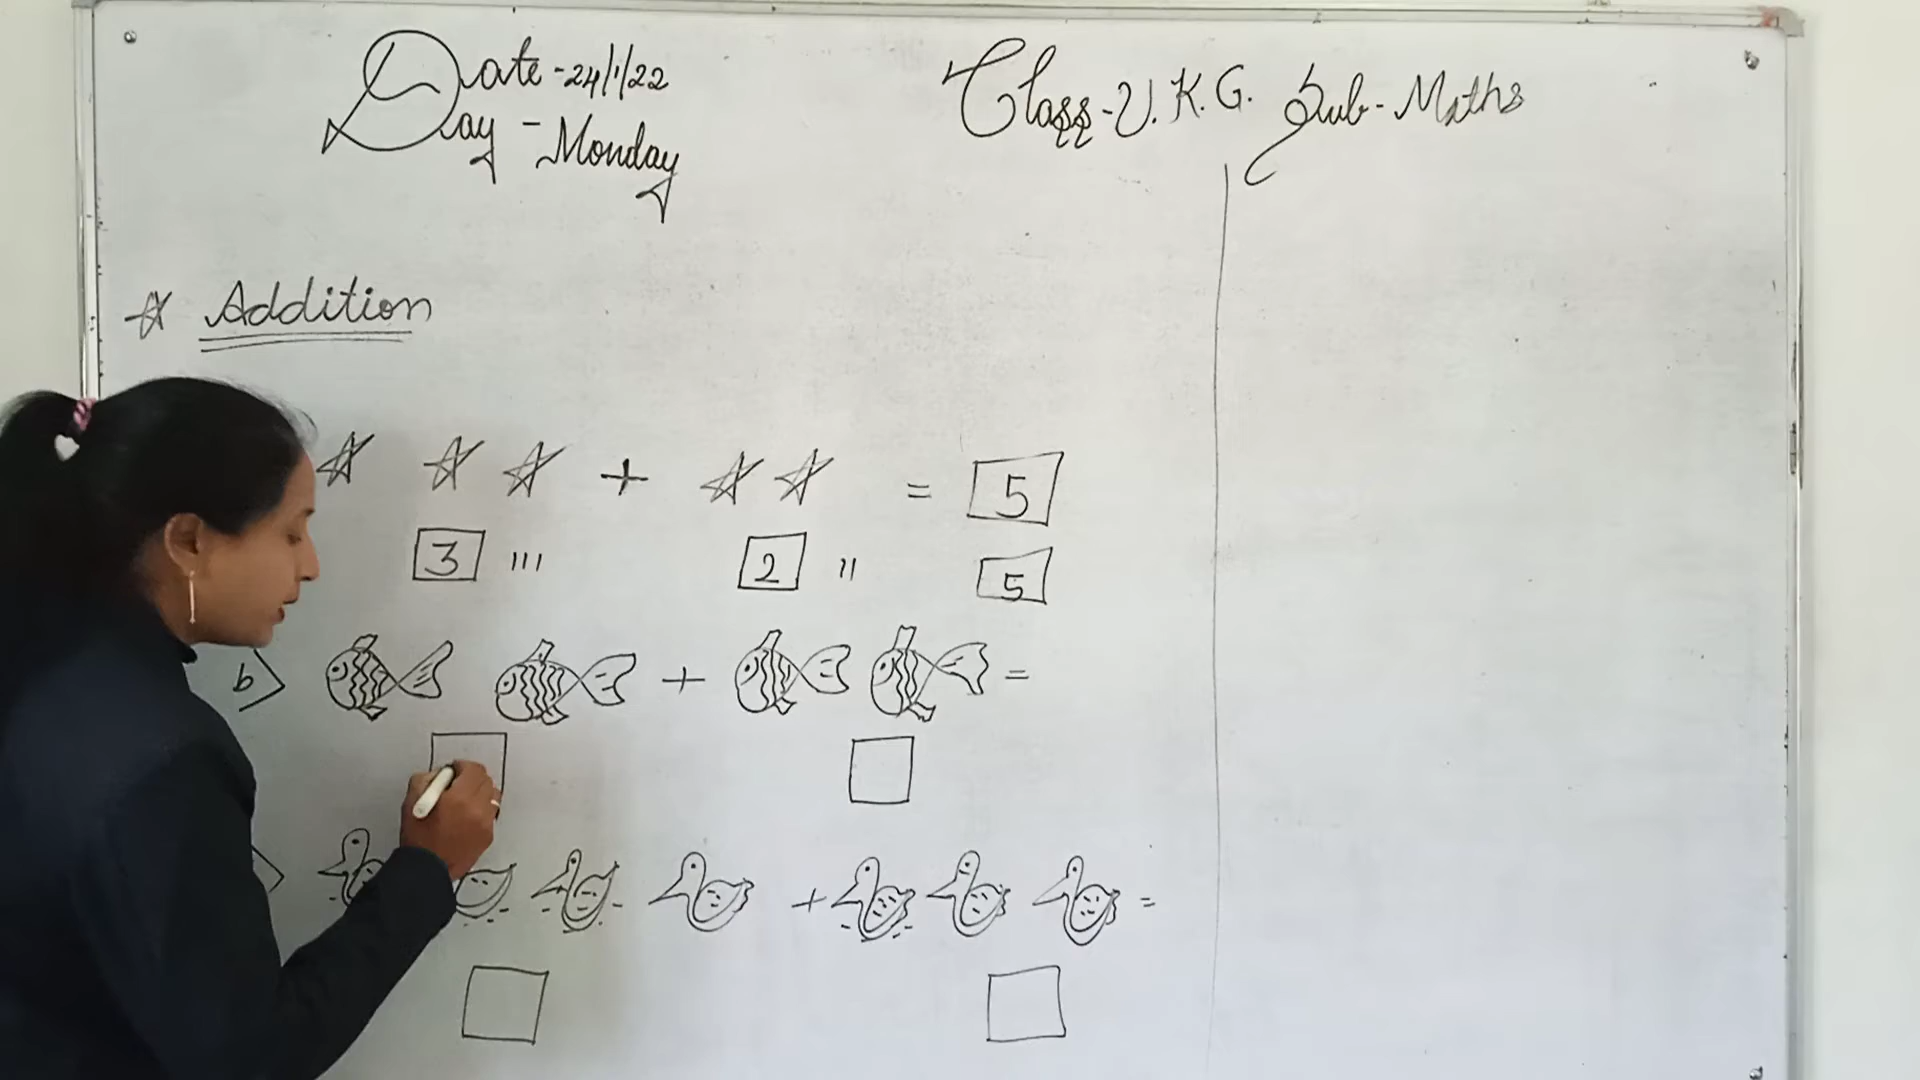 Date - 24/1/22
Day - Monday
Class - U.K.G. Sub - Maths
Addition
+ = 5
3 ||| 2 || 5
b) + =
+ =